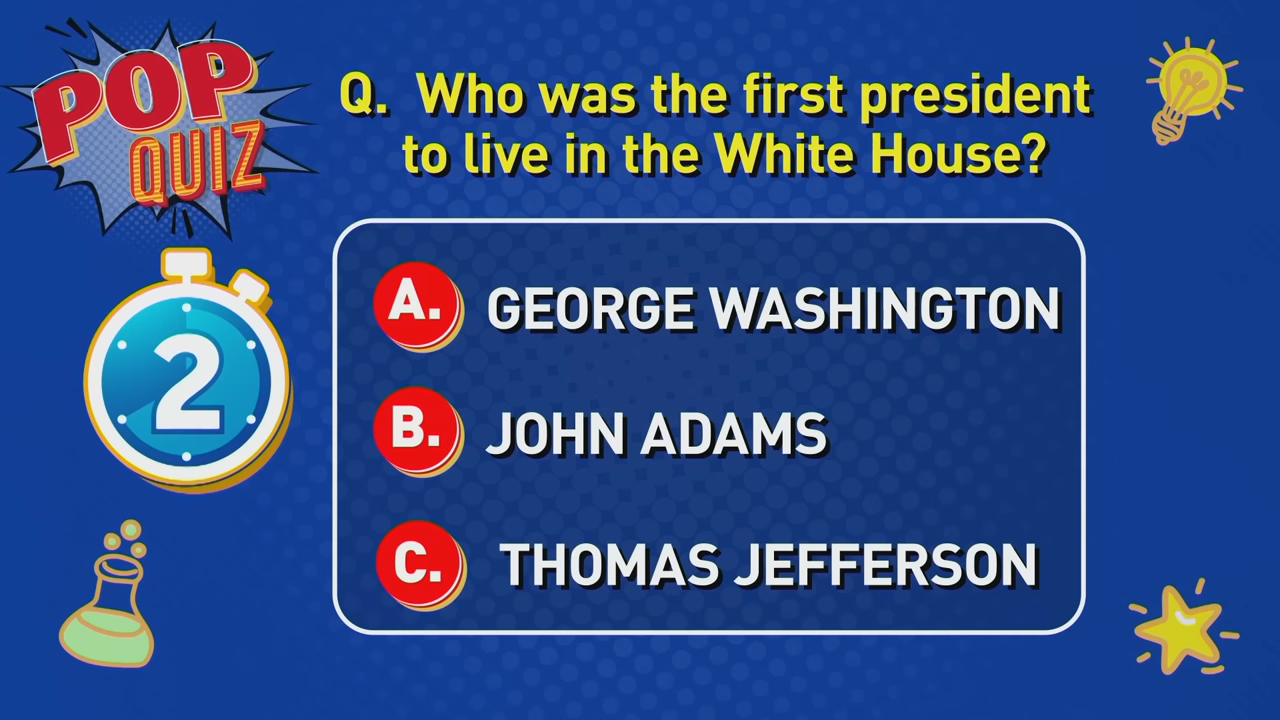 POP
QUIZ
Q. Who was the first president
to live in the White House?
2
A. GEORGE WASHINGTON
B. JOHN ADAMS
C. THOMAS JEFFERSON